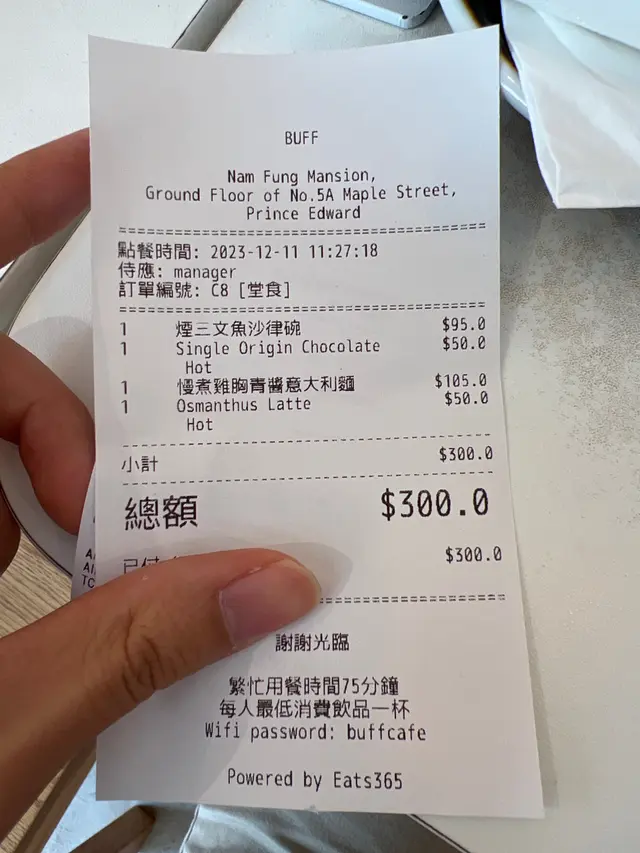 BUFF
Nam Fung Mansion,
Ground Floor of No.5A Maple Street,
Prince Edward
點餐時間: 2023-12-11 11:27:18
侍應: manager
訂單編號: C8 [堂食]
1 煙三文魚沙律碗 $95.0
1 Single Origin Chocolate $50.0
Hot
1 慢煮雞胸青醬意大利麵 $105.0
1 Osmanthus Latte $50.0
Hot
小計 $300.0
總額 $300.0
已付 $300.0
謝謝光臨
繁忙用餐時間75分鐘
每人最低消費飲品一杯
Wifi password: buffcafe
Powered by Eats365